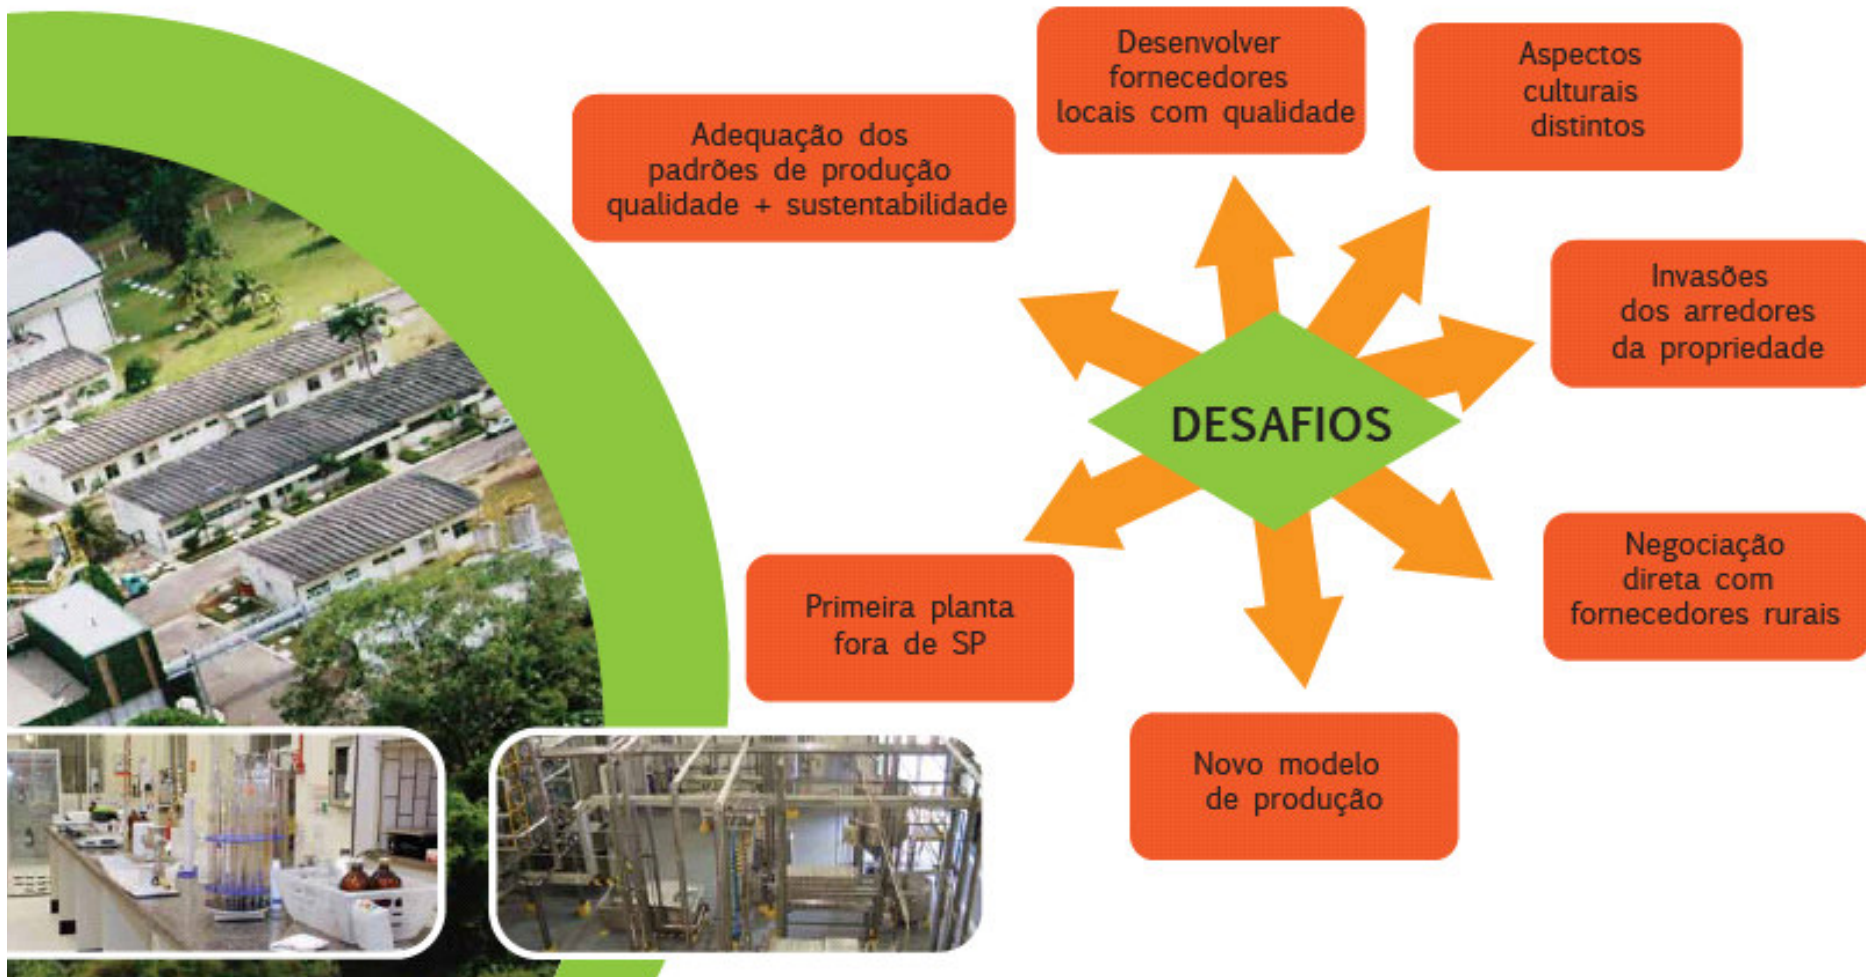 Desenvolver
fornecedores
locais com qualidade
Aspectos
culturais
distintos
Adequação dos
padrões de produção
qualidade + sustentabilidade
Invasões
dos arredores
da propriedade
DESAFIOS
Negociação
direta com
fornecedores rurais
Primeira planta
fora de SP
Novo modelo
de produção